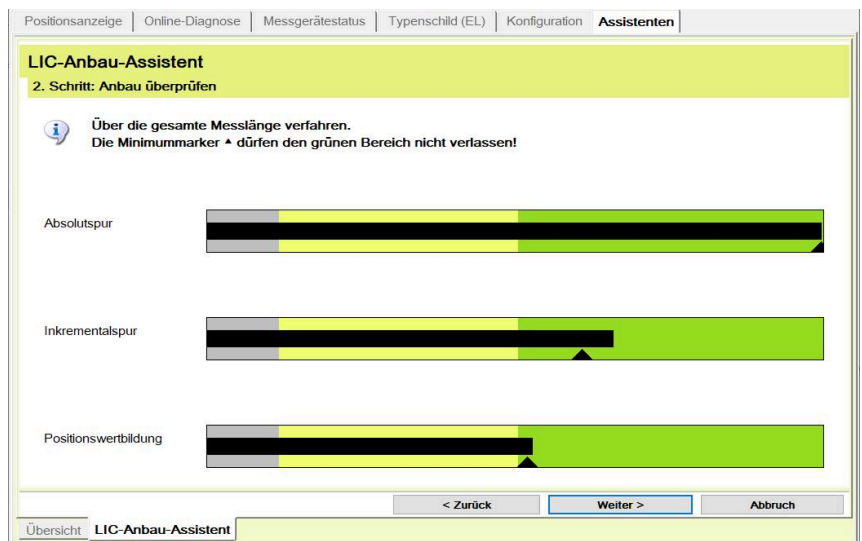 Positionsanzeige Online-Diagnose Messgerätestatus Typenschild (EL) Konfiguration Assistenten
LIC-Anbau-Assistent
2. Schritt: Anbau überprüfen
Über die gesamte Messlänge verfahren.
Die Minimummarker ▲ dürfen den grünen Bereich nicht verlassen!
Absolutspur
Inkrementalspur
Positionswertbildung
< Zurück Weiter > Abbruch
Übersicht LIC-Anbau-Assistent